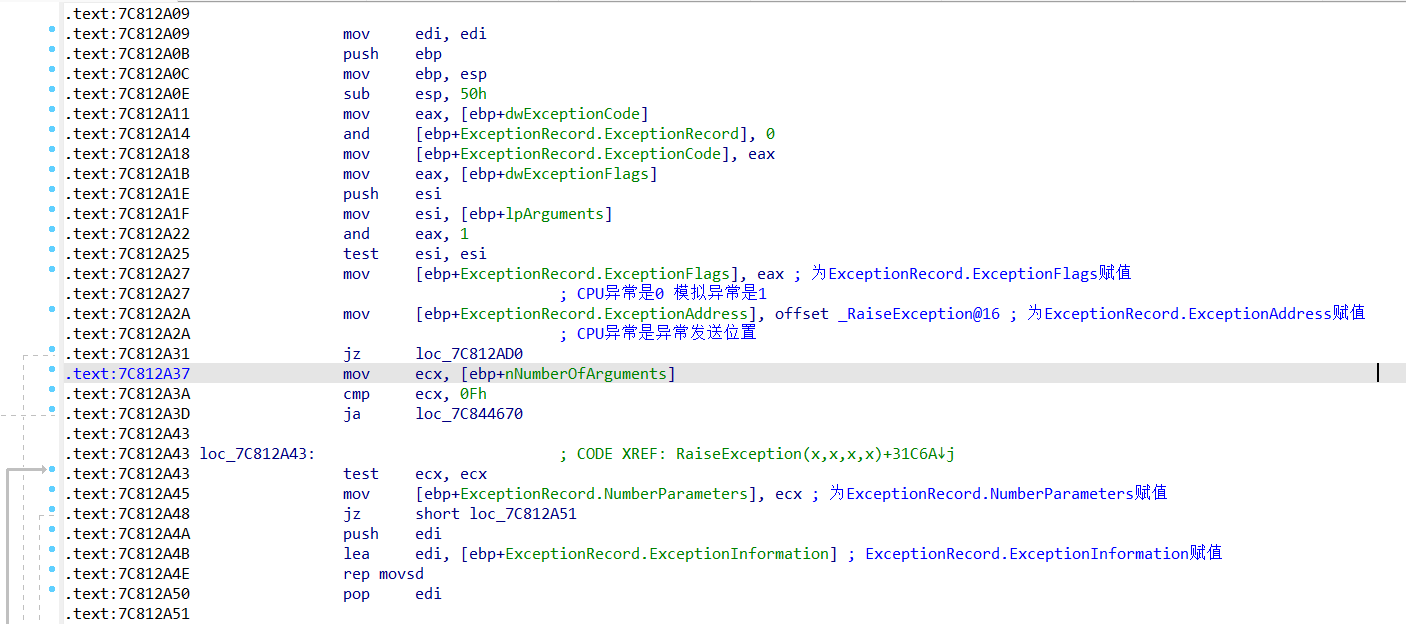 .text:7C812A09
.text:7C812A09 mov edi, edi
.text:7C812A0B push ebp
.text:7C812A0C mov ebp, esp
.text:7C812A0E sub esp, 50h
.text:7C812A11 mov eax, [ebp+dwExceptionCode]
.text:7C812A14 and [ebp+ExceptionRecord.ExceptionRecord], 0
.text:7C812A18 mov [ebp+ExceptionRecord.ExceptionCode], eax
.text:7C812A1B mov eax, [ebp+dwExceptionFlags]
.text:7C812A1E push esi
.text:7C812A1F mov esi, [ebp+lpArguments]
.text:7C812A22 and eax, 1
.text:7C812A25 test esi, esi
.text:7C812A27 mov [ebp+ExceptionRecord.ExceptionFlags], eax ; 为ExceptionRecord.ExceptionFlags赋值
.text:7C812A27 ; CPU异常是0 模拟异常是1
.text:7C812A2A mov [ebp+ExceptionRecord.ExceptionAddress], offset _RaiseException@16 ; 为ExceptionRecord.ExceptionAddress赋值
.text:7C812A2A ; CPU异常是异常发送位置
.text:7C812A31 jz loc_7C812AD0
.text:7C812A37 mov ecx, [ebp+nNumberOfArguments]
.text:7C812A3A cmp ecx, 0Fh
.text:7C812A3D ja loc_7C844670
.text:7C812A43
.text:7C812A43 loc_7C812A43: ; CODE XREF: RaiseException(x,x,x,x)+31C6A↓j
.text:7C812A43 test ecx, ecx
.text:7C812A45 mov [ebp+ExceptionRecord.NumberParameters], ecx ; 为ExceptionRecord.NumberParameters赋值
.text:7C812A48 jz short loc_7C812A51
.text:7C812A4A push edi
.text:7C812A4B lea edi, [ebp+ExceptionRecord.ExceptionInformation] ; ExceptionRecord.ExceptionInformation赋值
.text:7C812A4E rep movsd
.text:7C812A50 pop edi
.text:7C812A51